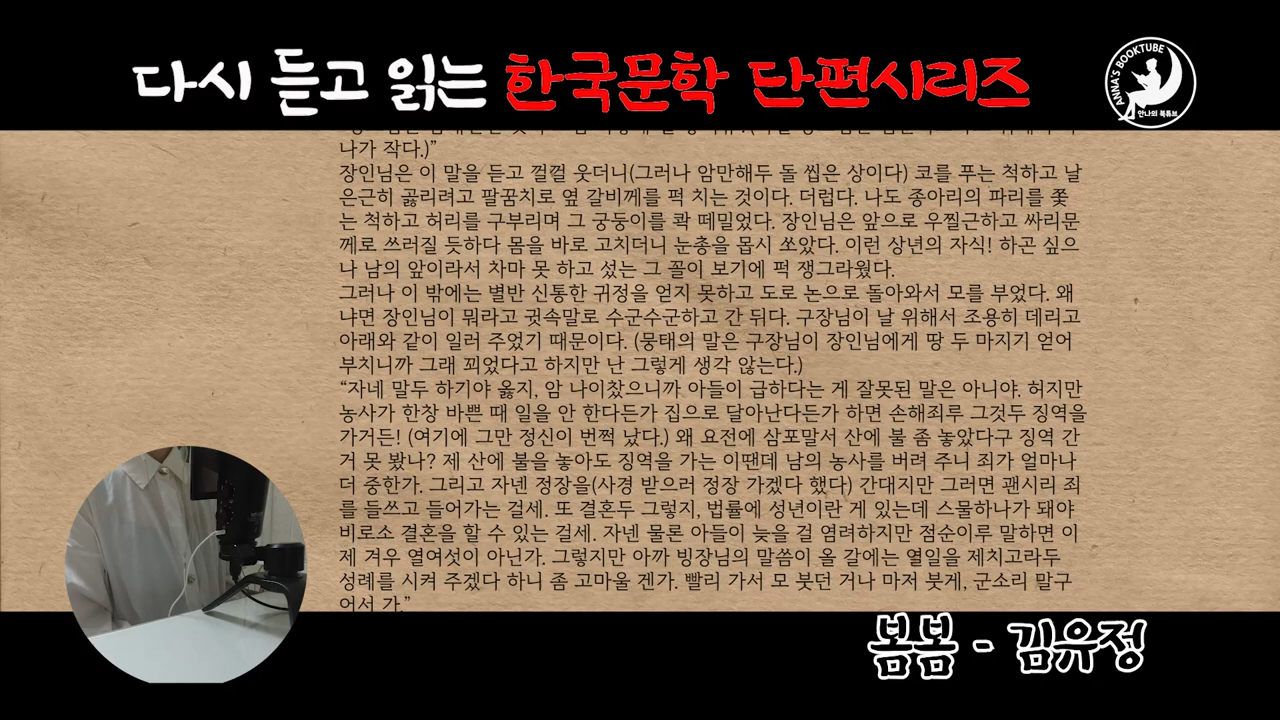 다시 듣고 읽는 한국문학 단편시리즈
ANNA'S BOOKTUBE
안나의 북튜브
나가 작다.)”
장인님은 이 말을 듣고 껄껄 웃더니(그러나 암만해두 돌 씹은 상이다) 코를 푸는 척하고 날
은근히 곯리려고 팔꿈치로 옆 갈비께를 퍽 치는 것이다. 더럽다. 나도 종아리의 파리를 쫓
는 척하고 허리를 구부리며 그 궁둥이를 콱 떼밀었다. 장인님은 앞으로 우찔근하고 싸리문
께로 쓰러질 듯하다 몸을 바로 고치더니 눈총을 몹시 쏘았다. 이런 상년의 자식! 하곤 싶으
나 남의 앞이라서 차마 못 하고 섰는 그 꼴이 보기에 퍽 쟁그라웠다.
그러나 이 밖에는 별반 신통한 귀정을 얻지 못하고 도로 논으로 돌아와서 모를 부었다. 왜
냐면 장인님이 뭐라고 귓속말로 수군수군하고 간 뒤다. 구장님이 날 위해서 조용히 데리고
아래와 같이 일러 주었기 때문이다. (뭉태의 말은 구장님이 장인님에게 땅 두 마지기 얻어
부치니까 그래 꾀었다고 하지만 난 그렇게 생각 않는다.)
“자네 말두 하기야 옳지, 암 나이찼으니까 아들이 급하다는 게 잘못된 말은 아니야. 허지만
농사가 한창 바쁜 때 일을 안 한다든가 집으로 달아난다든가 하면 손해죄루 그것두 징역을
가거든! (여기에 그만 정신이 번쩍 났다.) 왜 요전에 삼포말서 산에 불 좀 놓았다구 징역 간
거 못 봤나? 제 산에 불을 놓아도 징역을 가는 이땐데 남의 농사를 버려 주니 죄가 얼마나
더 중한가. 그리고 자넨 정장을(사경 받으러 정장 가겠다 했다) 간대지만 그러면 괜시리 죄
를 들쓰고 들어가는 걸세. 또 결혼두 그렇지, 법률에 성년이란 게 있는데 스물하나가 돼야
비로소 결혼을 할 수 있는 걸세. 자넨 물론 아들이 늦을 걸 염려하지만 점순이루 말하면 이
제 겨우 열여섯이 아닌가. 그렇지만 아까 빙장님의 말씀이 올 갈에는 열일을 제치고라두
성례를 시켜 주겠다 하니 좀 고마울 겐가. 빨리 가서 모 붓던 거나 마저 붓게, 군소리 말구
어서 가.”
봄봄 - 김유정